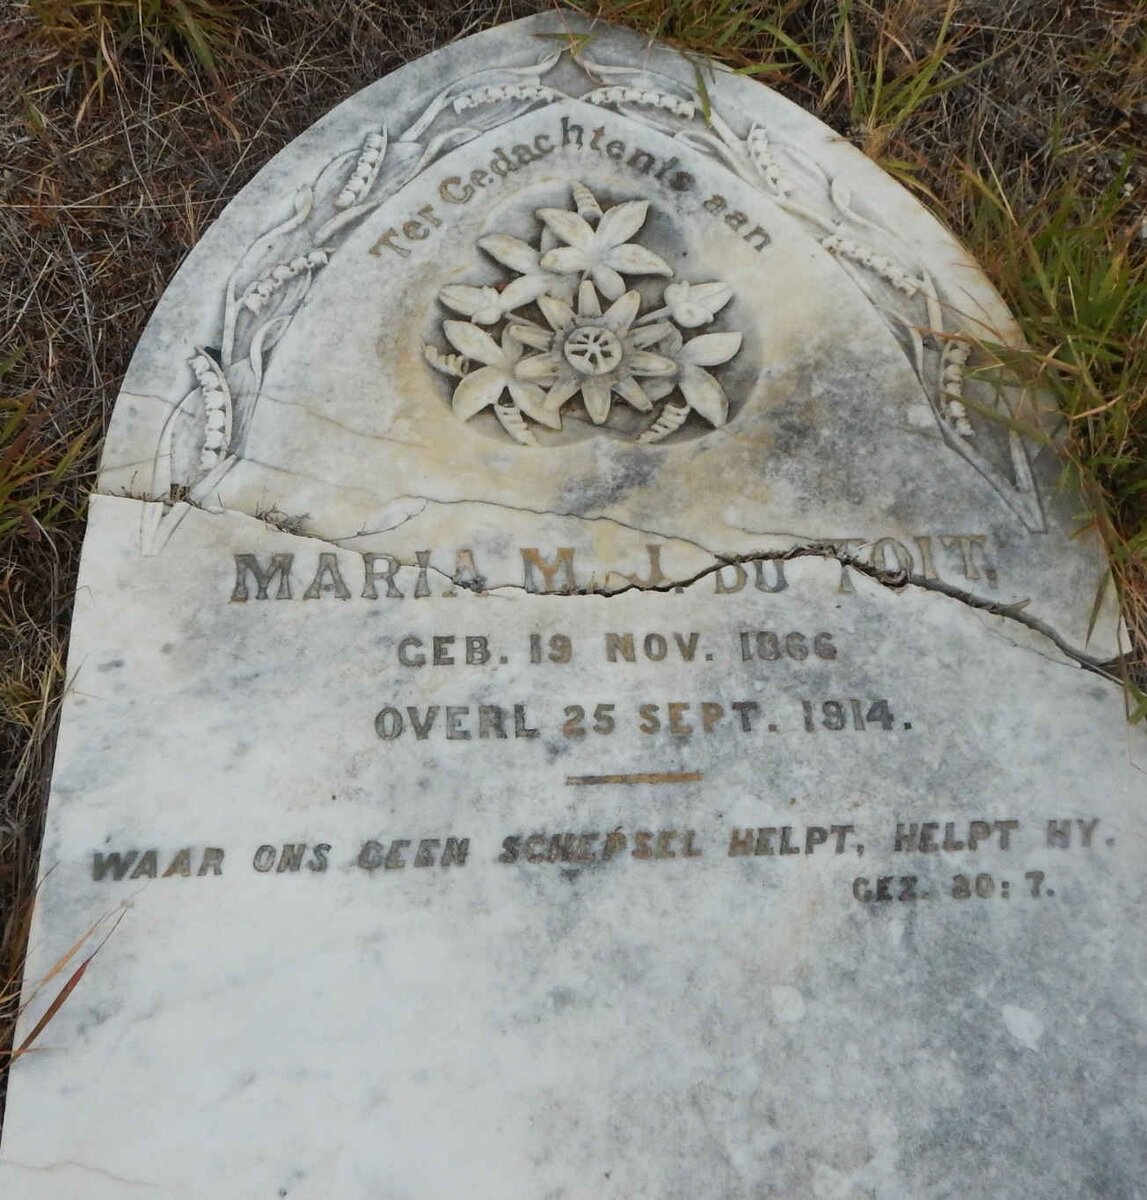 Ter Gedachtenis aan
MARIA M. J. DU TOIT.
GEB. 19 NOV. 1866
OVERL 25 SEPT. 1914.
WAAR ONS GEEN SCHEPSEL HELPT, HELPT HY.
GEZ. 20: 7.